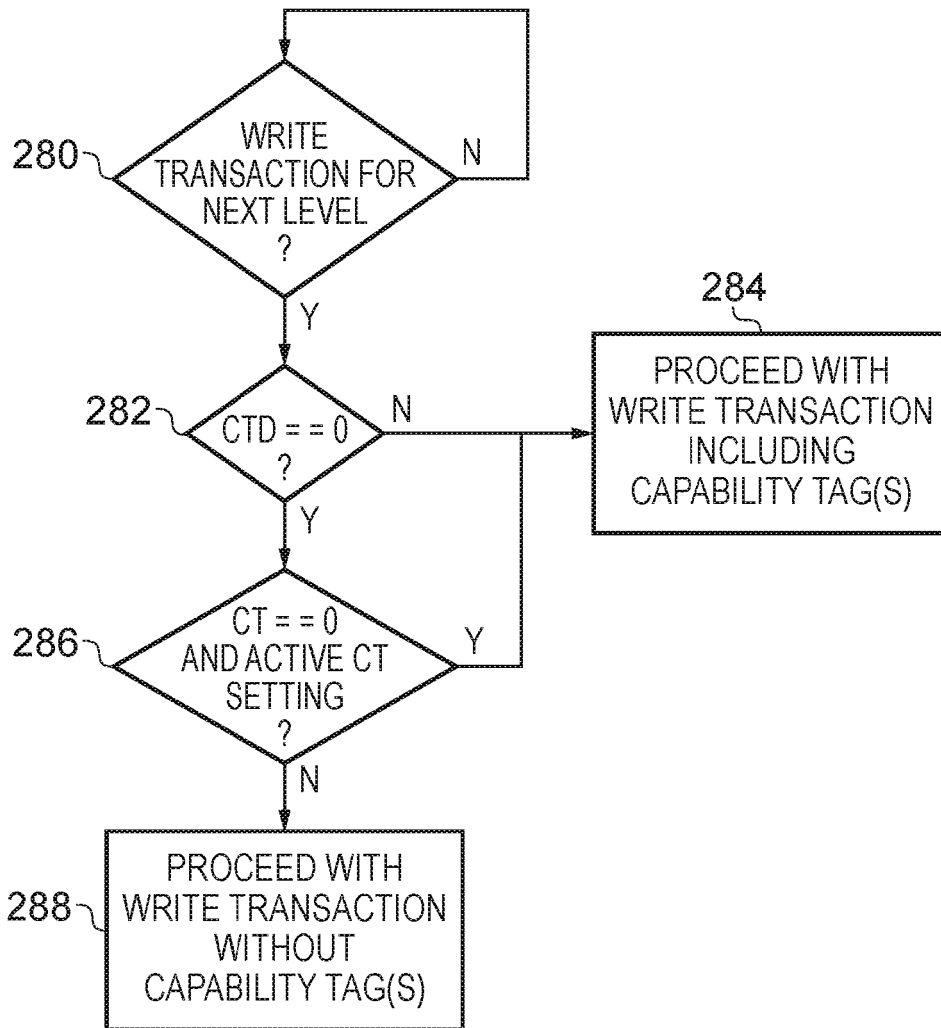 280
WRITE
TRANSACTION FOR
NEXT LEVEL
?
N
Y
284
PROCEED WITH
WRITE TRANSACTION
INCLUDING
CAPABILITY TAG(S)
282
CTD = = 0
?
N
Y
286
CT = = 0
AND ACTIVE CT
SETTING
?
Y
N
288
PROCEED WITH
WRITE TRANSACTION
WITHOUT
CAPABILITY TAG(S)